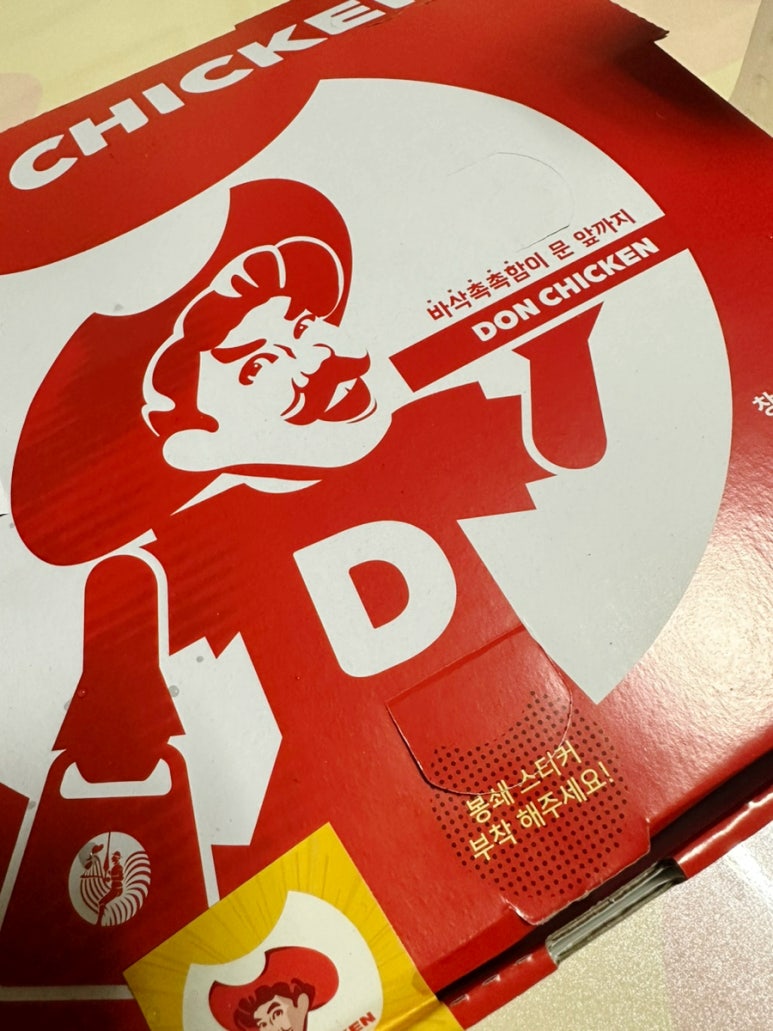 CHICKEN
바삭촉촉함이 문 앞까지
DON CHICKEN
D
봉쇄 스티커
부착 해주세요!